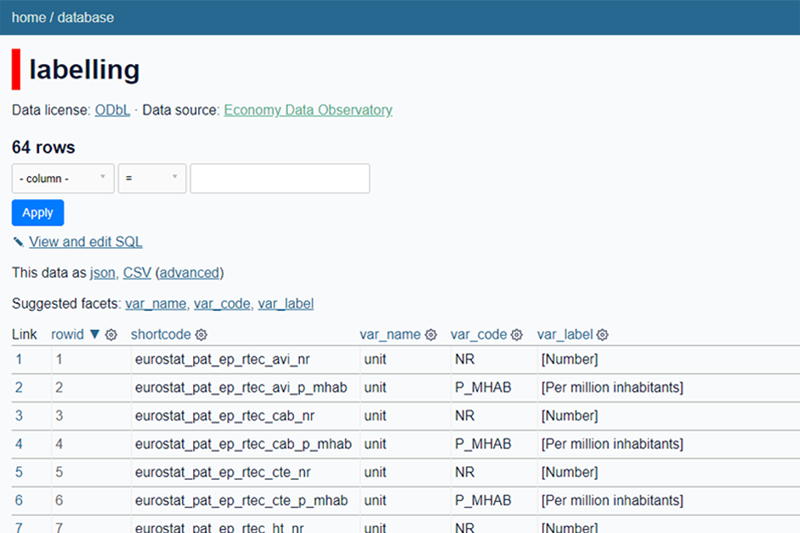 home / database
labelling
Data license: ODbL · Data source: Economy Data Observatory
64 rows
- column - =
Apply
View and edit SQL
This data as json, CSV (advanced)
Suggested facets: var_name, var_code, var_label
Link rowid ▼ shortcode var_name var_code var_label
1 1 eurostat_pat_ep_rtec_avi_nr unit NR [Number]
2 2 eurostat_pat_ep_rtec_avi_p_mhab unit P_MHAB [Per million inhabitants]
3 3 eurostat_pat_ep_rtec_cab_nr unit NR [Number]
4 4 eurostat_pat_ep_rtec_cab_p_mhab unit P_MHAB [Per million inhabitants]
5 5 eurostat_pat_ep_rtec_cte_nr unit NR [Number]
6 6 eurostat_pat_ep_rtec_cte_p_mhab unit P_MHAB [Per million inhabitants]
7 7 eurostat_pat_ep_rtec_ht_nr unit NR [Number]